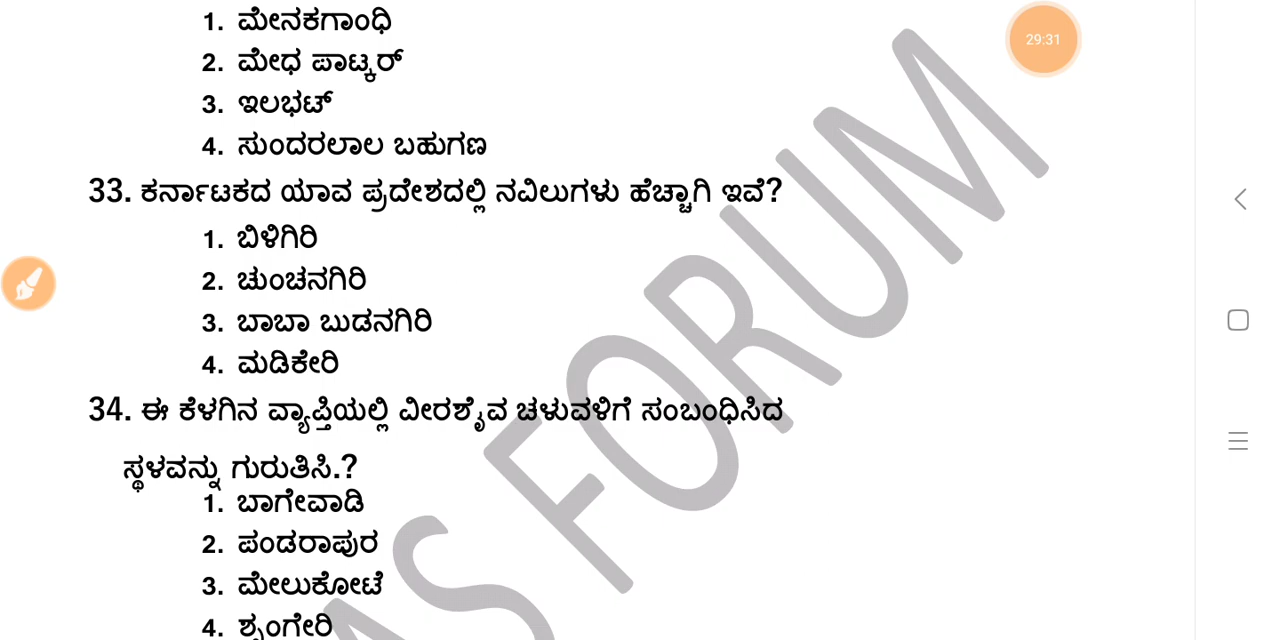 1. ಮೇನಕಗಾಂಧಿ
29:31
2. ಮೇಧ ಪಾಟ್ಕರ್
3. ಇಲಭಟ್
4. ಸುಂದರಲಾಲ ಬಹುಗಣ
33. ಕರ್ನಾಟಕದ ಯಾವ ಪ್ರದೇಶದಲ್ಲಿ ನವಿಲುಗಳು ಹೆಚ್ಚಾಗಿ ಇವೆ?
1. ಬಿಳಿಗಿರಿ
2. ಚುಂಚನಗಿರಿ
3. ಬಾಬಾ ಬುಡನಗಿರಿ
4. ಮಡಿಕೇರಿ
34. ಈ ಕೆಳಗಿನ ವ್ಯಾಪ್ತಿಯಲ್ಲಿ ವೀರಶೈವ ಚಳುವಳಿಗೆ ಸಂಬಂಧಿಸಿದ
ಸ್ಥಳವನ್ನು ಗುರುತಿಸಿ.?
1. ಬಾಗೇವಾಡಿ
2. ಪಂಡರಾಪುರ
3. ಮೇಲುಕೋಟೆ
4. ಶೃಂಗೇರಿ
AS FORUM